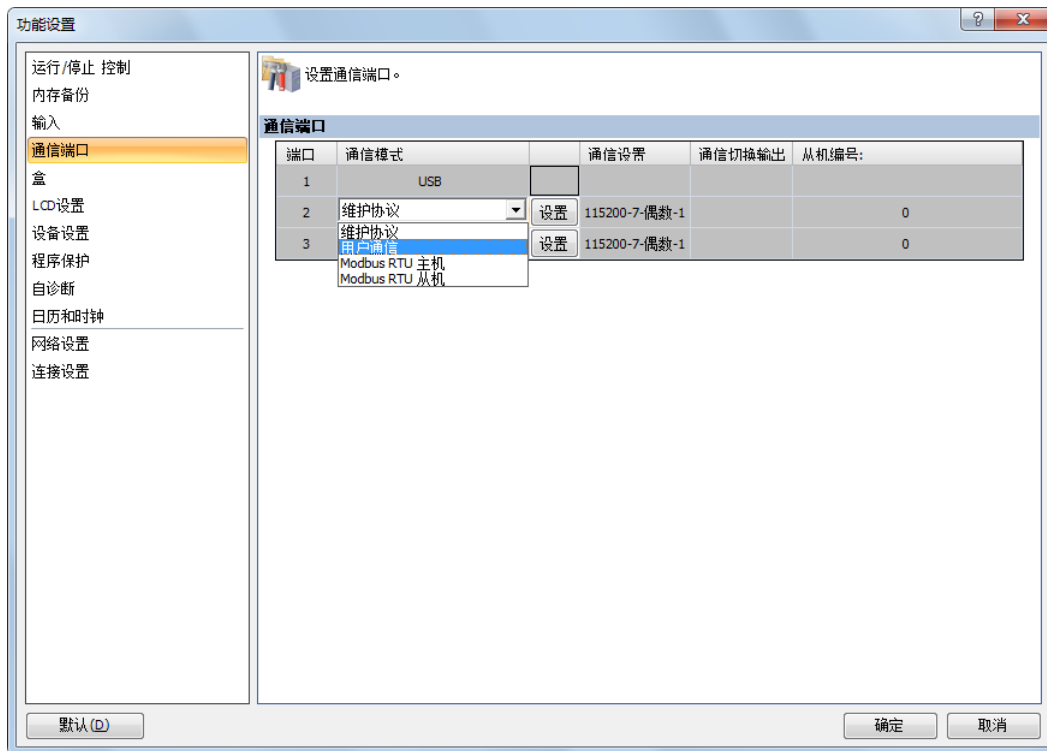 功能设置
运行/停止 控制
内存备份
输入
通信端口
盒
LCD设置
设备设置
程序保护
自诊断
日历和时钟
网络设置
连接设置
设置通信端口。
通信端口
端口 通信模式 通信设置 通信切换输出 从机编号:
1 USB
2 维护协议 设置 115200-7-偶数-1 0
维护协议
用户通信
3 设置 115200-7-偶数-1 0
Modbus RTU 主机
Modbus RTU 从机
默认(D) 确定 取消